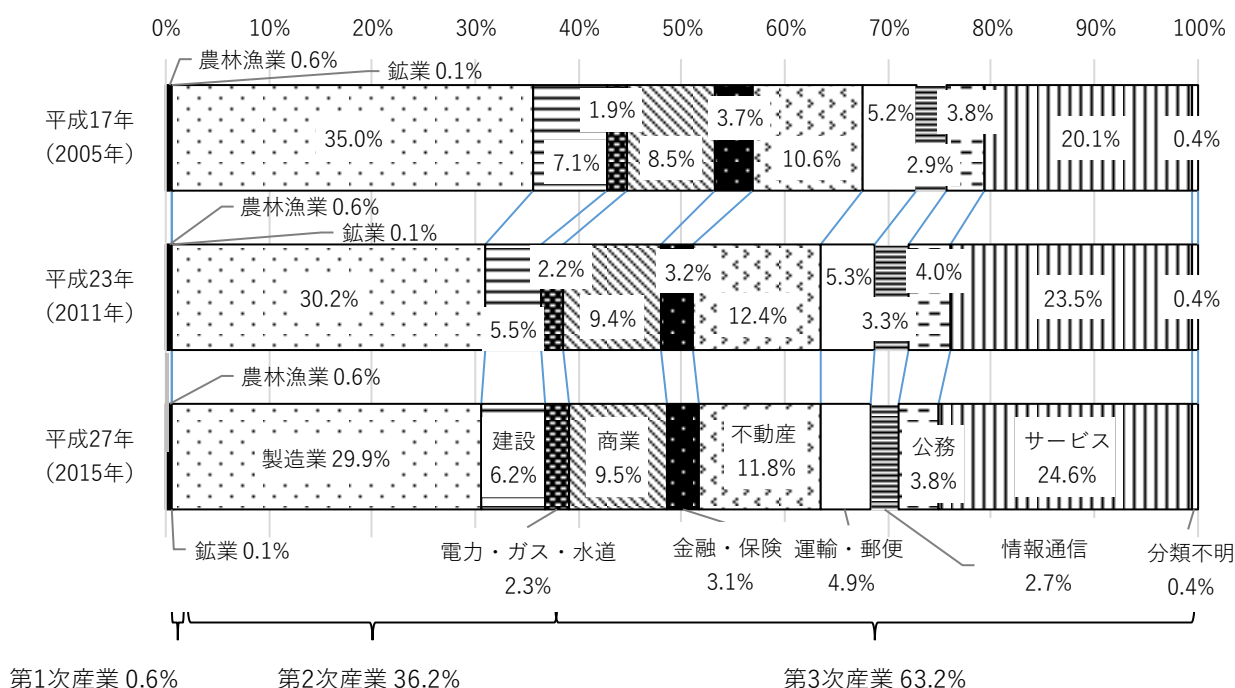 0% 10% 20% 30% 40% 50% 60% 70% 80% 90% 100%
農林漁業 0.6%
鉱業 0.1%
平成17年
（2005年）
35.0%
7.1%
1.9%
8.5%
3.7%
10.6%
5.2%
2.9%
3.8%
20.1%
0.4%
農林漁業 0.6%
鉱業 0.1%
平成23年
（2011年）
30.2%
5.5%
2.2%
9.4%
3.2%
12.4%
5.3%
3.3%
4.0%
23.5%
0.4%
農林漁業 0.6%
平成27年
（2015年）
製造業 29.9%
建設
6.2%
商業
9.5%
不動産
11.8%
公務
3.8%
サービス
24.6%
鉱業 0.1%
電力・ガス・水道
2.3%
金融・保険
3.1%
運輸・郵便
4.9%
情報通信
2.7%
分類不明
0.4%
第1次産業 0.6%
第2次産業 36.2%
第3次産業 63.2%